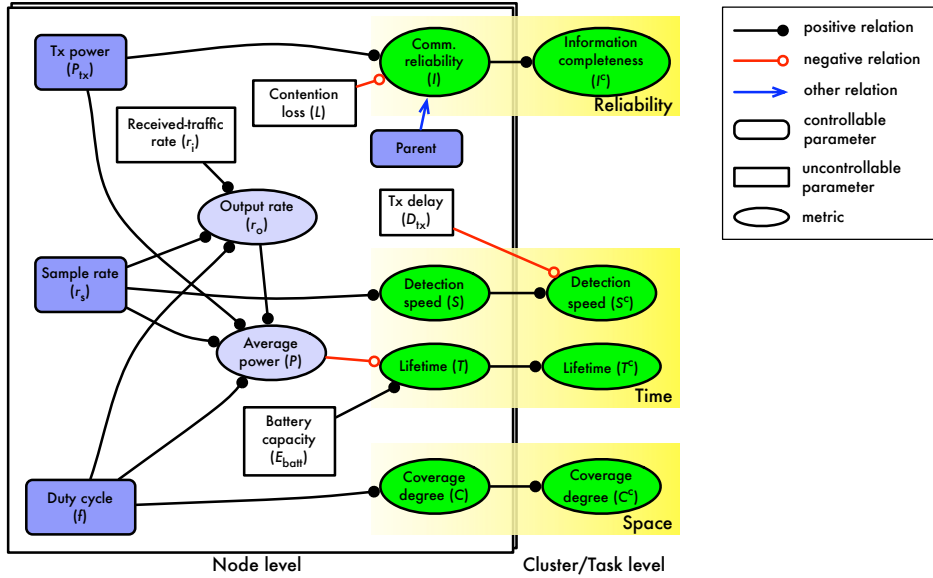 Tx power
(P_tx)
Comm.
reliability
(I)
Information
completeness
(I^c)
Reliability
Contention
loss (L)
Parent
Received-traffic
rate (r_i)
Output rate
(r_o)
Tx delay
(D_tx)
Sample rate
(r_s)
Detection
speed (S)
Detection
speed (S^c)
Average
power (P)
Lifetime (T)
Lifetime (T^c)
Time
Battery
capacity
(E_batt)
Duty cycle
(f)
Coverage
degree (C)
Coverage
degree (C^c)
Space
Node level
Cluster/Task level
positive relation
negative relation
other relation
controllable
parameter
uncontrollable
parameter
metric